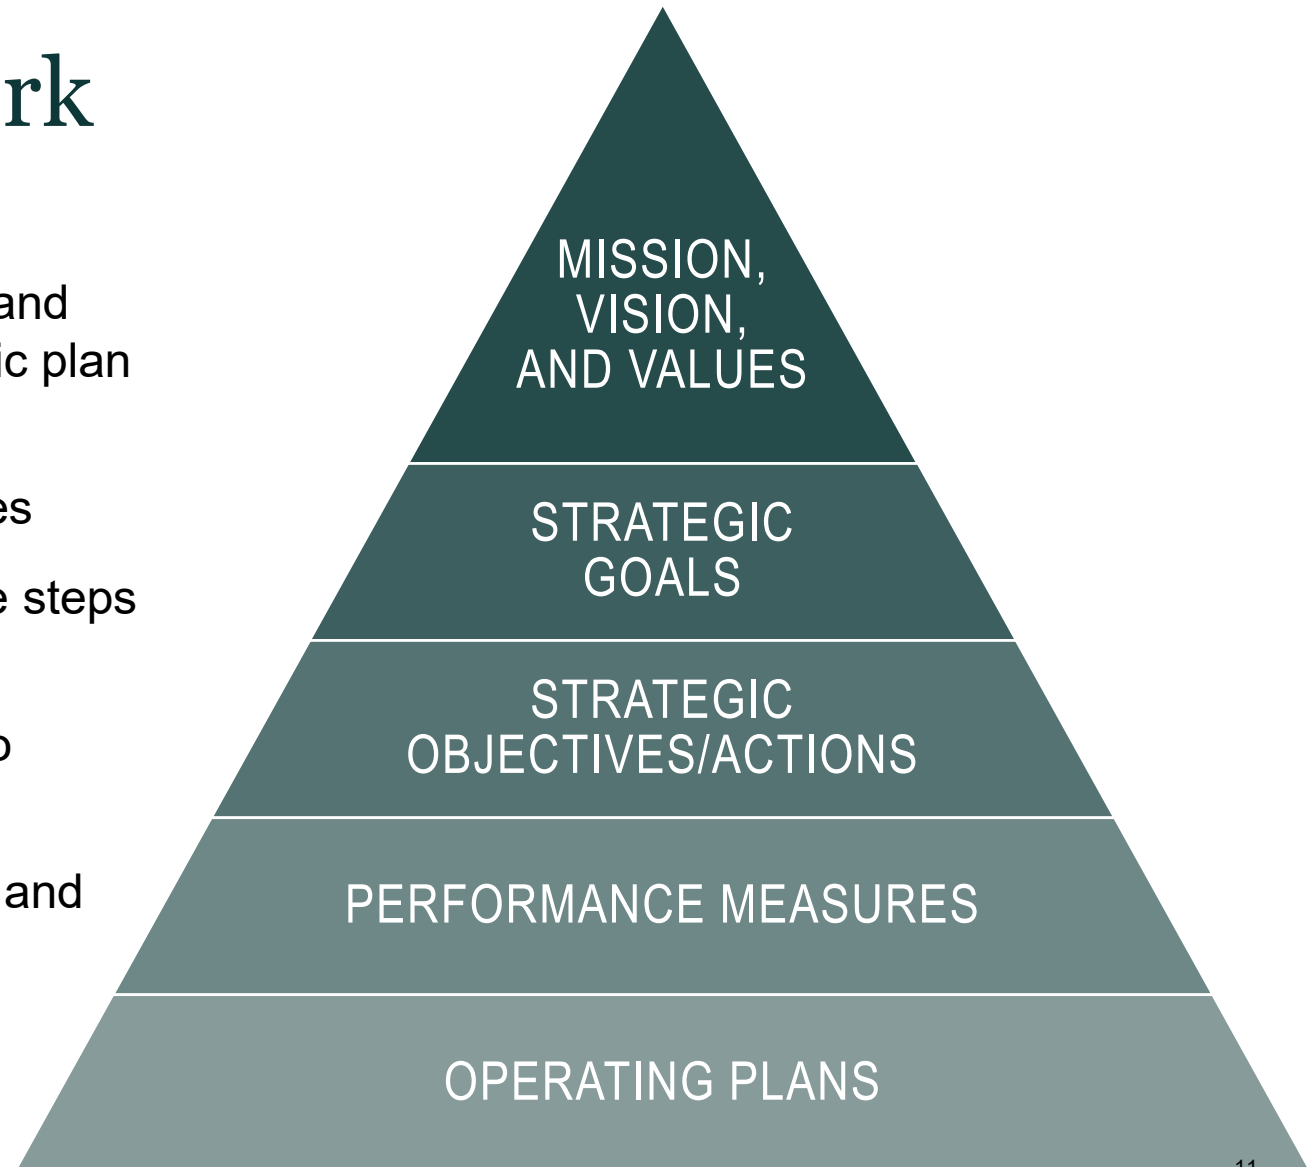 rk
and
ic plan
es
e steps
o
and
MISSION,
VISION,
AND VALUES
STRATEGIC
GOALS
STRATEGIC
OBJECTIVES/ACTIONS
PERFORMANCE MEASURES
OPERATING PLANS
11